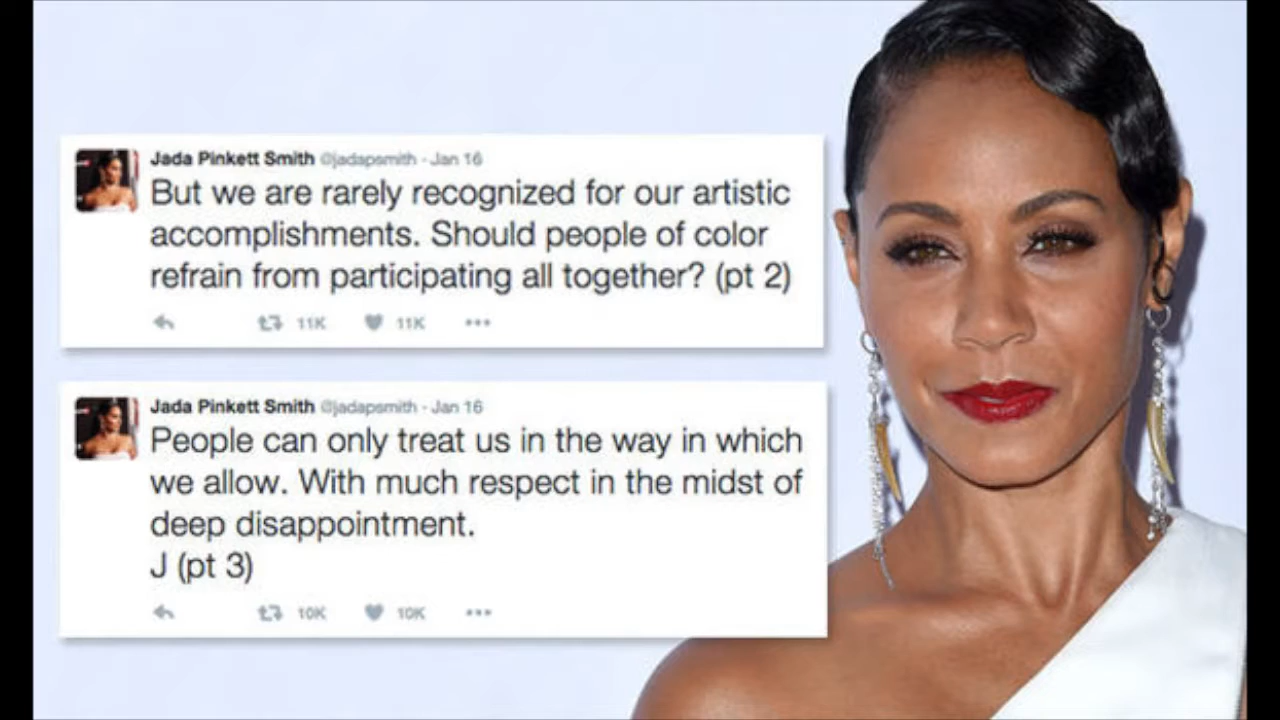 Jada Pinkett Smith @jadapsmith · Jan 16
But we are rarely recognized for our artistic
accomplishments. Should people of color
refrain from participating all together? (pt 2)
11K 11K
Jada Pinkett Smith @jadapsmith · Jan 16
People can only treat us in the way in which
we allow. With much respect in the midst of
deep disappointment.
J (pt 3)
10K 10K